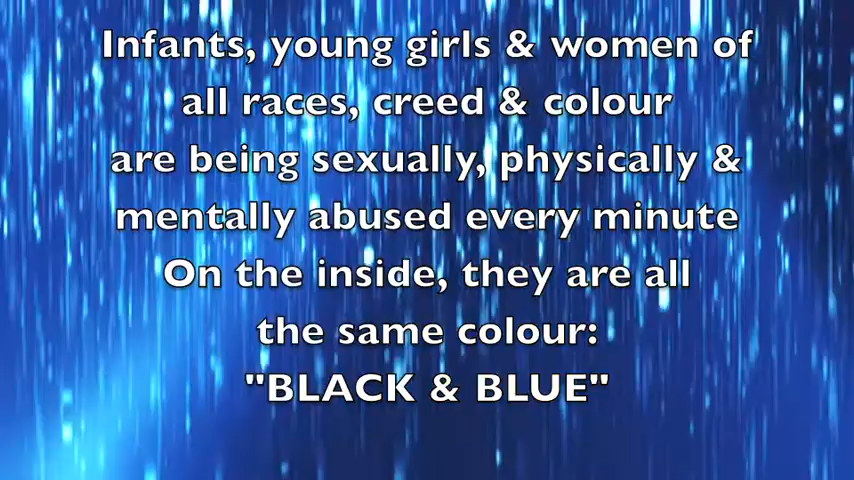 Infants, young girls & women of
all races, creed & colour
are being sexually, physically &
mentally abused every minute
On the inside, they are all
the same colour:
"BLACK & BLUE"